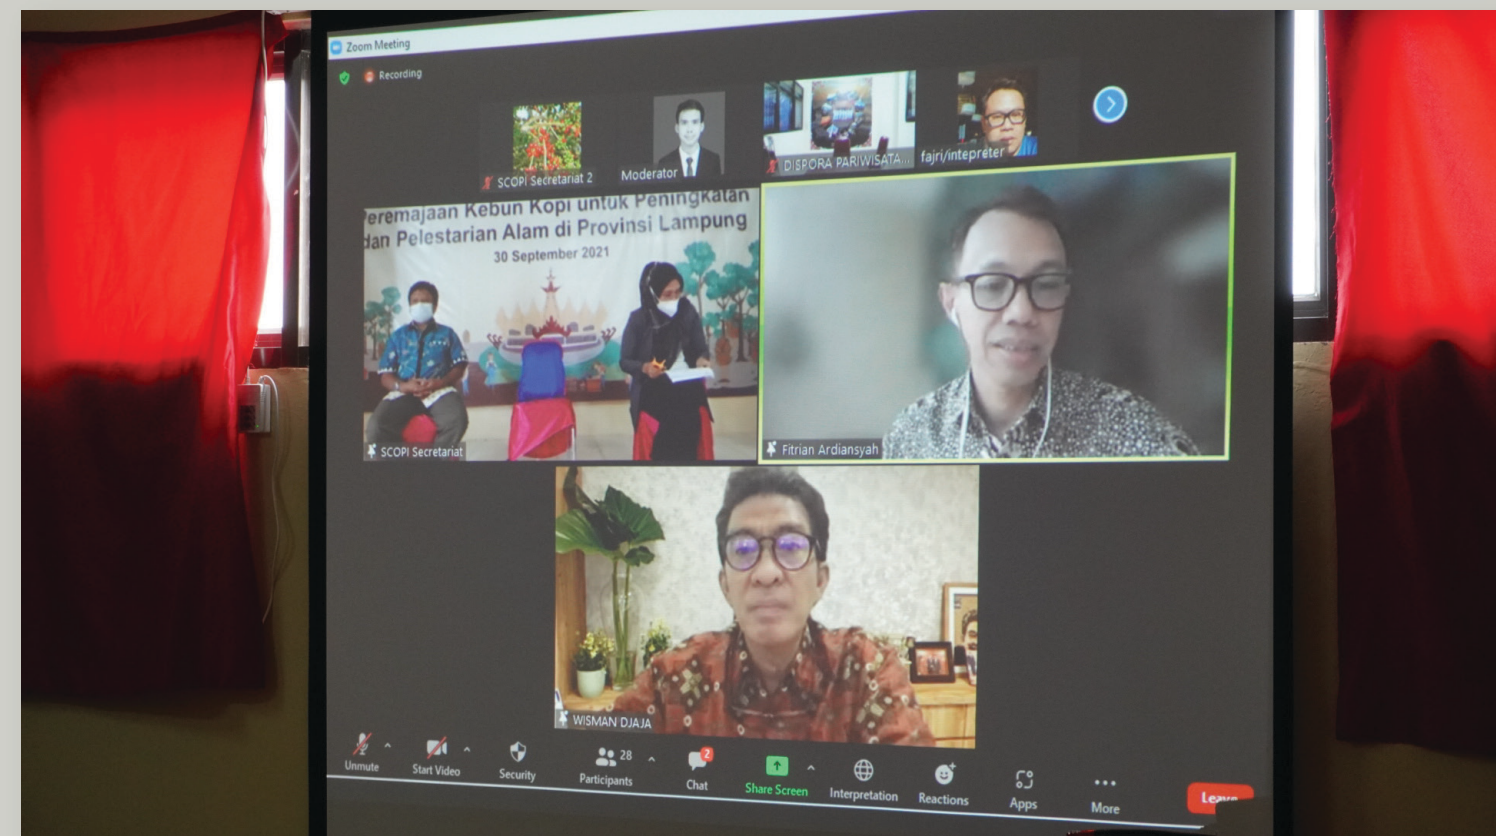 Zoom Meeting
Recording
SCOPI Secretariat 2
Moderator
DISPORA PARIWISATA...
fajri/intepreter
Peremajaan Kebun Kopi untuk Peningkatan
dan Pelestarian Alam di Provinsi Lampung
30 September 2021
SCOPI Secretariat
Fitrian Ardiansyah
WISMAN DJAJA
Unmute
Start Video
Security
28
Participants
2
Chat
Share Screen
Interpretation
Reactions
Apps
More
Leave